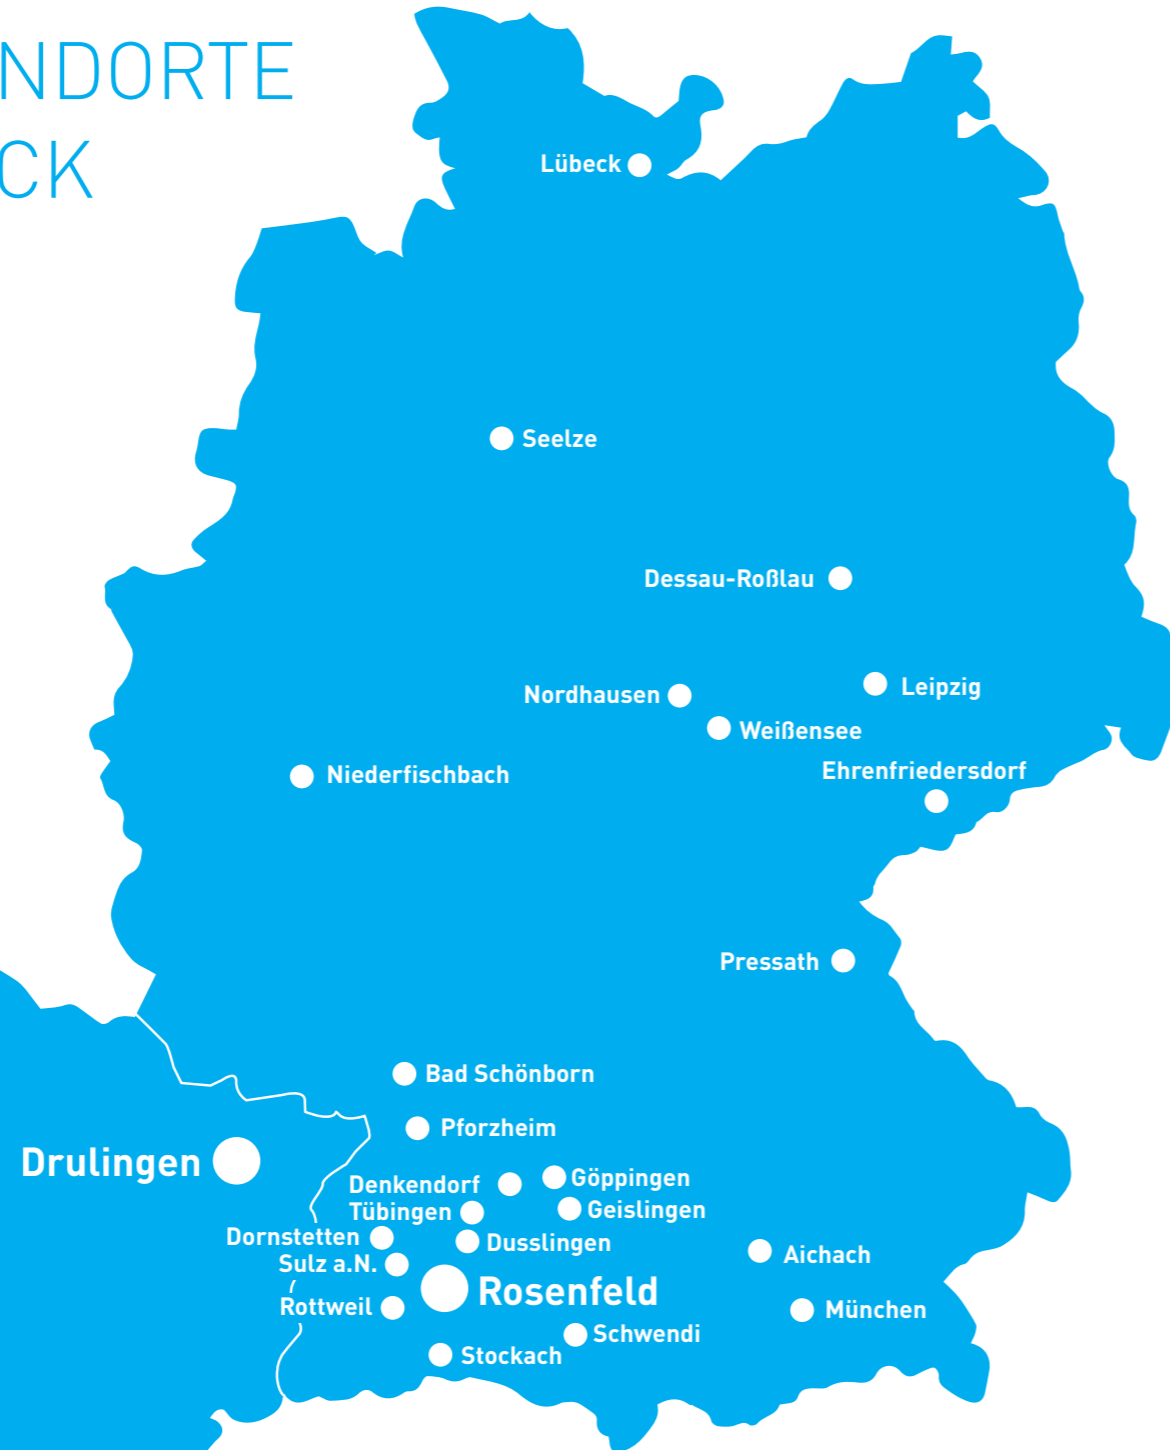 NDORTE
CK
Lübeck
Seelze
Dessau-Roßlau
Nordhausen
Leipzig
Weißensee
Ehrenfriedersdorf
Niederfischbach
Pressath
Bad Schönborn
Pforzheim
Drulingen
Denkendorf
Göppingen
Tübingen
Geislingen
Dornstetten
Dusslingen
Sulz a.N.
Aichach
Rosenfeld
Rottweil
München
Schwendi
Stockach